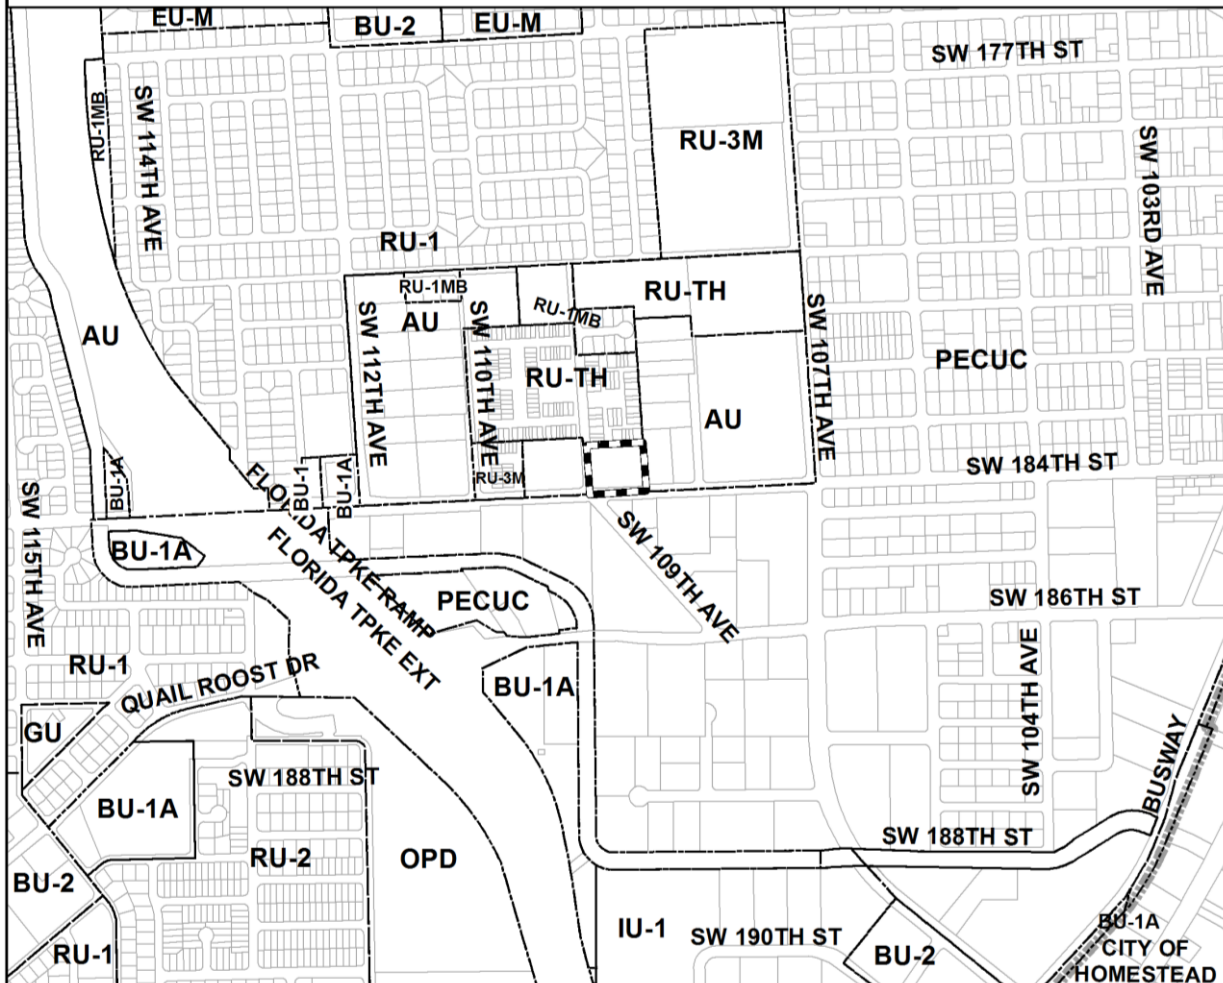 EU-M
BU-2
EU-M
SW 177TH ST
RU-1MB
SW 114TH AVE
RU-3M
SW 103RD AVE
RU-1
RU-1MB
RU-TH
RU-1MB
AU
SW 112TH AVE
AU
SW 110TH AVE
SW 107TH AVE
PECUC
RU-TH
AU
SW 184TH ST
BU-1A
FLORIDA TPKE RAMP
BU-1
BU-1A
RU-3M
SW 115TH AVE
BU-1A
FLORIDA TPKE EXT
SW 109TH AVE
PECUC
SW 186TH ST
RU-1
QUAIL ROOST DR
BU-1A
SW 104TH AVE
GU
BUSWAY
SW 188TH ST
BU-1A
SW 188TH ST
RU-2
OPD
BU-2
RU-1
IU-1
SW 190TH ST
BU-2
BU-1A
CITY OF
HOMESTEAD